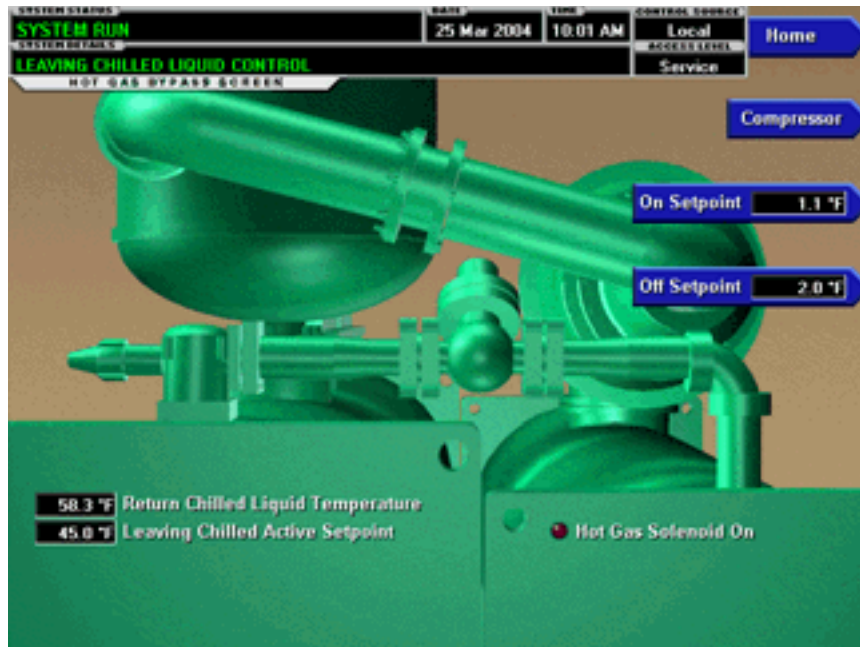 SYSTEM STATUS
SYSTEM RUN
DATE
25 Mar 2004
TIME
10:01 AM
CONTROL SOURCE
Local
Home
SYSTEM DETAILS
LEAVING CHILLED LIQUID CONTROL
ACCESS LEVEL
Service
HOT GAS BYPASS SCREEN
Compressor
On Setpoint 1.1 °F
Off Setpoint 2.0 °F
58.3 °F Return Chilled Liquid Temperature
45.0 °F Leaving Chilled Active Setpoint
Hot Gas Solenoid On